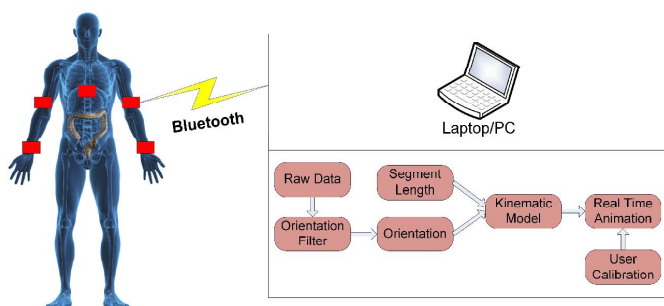 Bluetooth
Laptop/PC
Raw Data
Segment
Length
Orientation
Filter
Orientation
Kinematic
Model
Real Time
Animation
User
Calibration